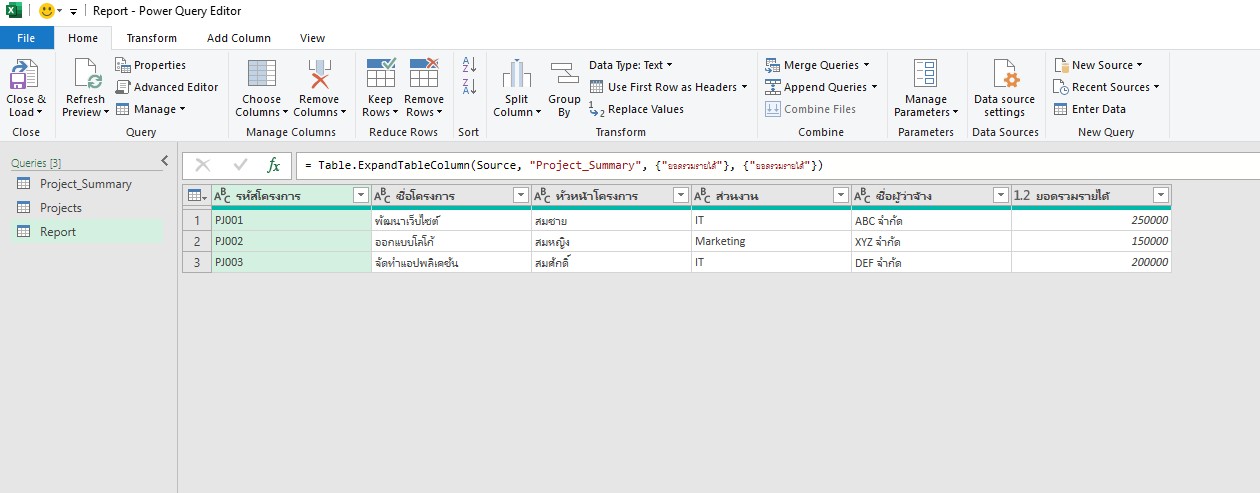 Report - Power Query Editor
File Home Transform Add Column View
Close & Load
Refresh Preview
Properties
Advanced Editor
Manage
Choose Columns
Remove Columns
Keep Rows
Remove Rows
Split Column
Group By
Data Type: Text
Use First Row as Headers
Replace Values
Merge Queries
Append Queries
Combine Files
Manage Parameters
Data source settings
New Source
Recent Sources
Enter Data
Close Query Manage Columns Reduce Rows Sort Transform Combine Parameters Data Sources New Query
Queries [3]
Project_Summary
Projects
Report
= Table.ExpandTableColumn(Source, "Project_Summary", {"ยอดรวมรายได้"}, {"ยอดรวมรายได้"})
รหัสโครงการ ชื่อโครงการ หัวหน้าโครงการ ส่วนงาน ชื่อผู้ว่าจ้าง 1.2 ยอดรวมรายได้
1 PJ001 พัฒนาเว็บไซต์ สมชาย IT ABC จำกัด 250000
2 PJ002 ออกแบบโลโก้ สมหญิง Marketing XYZ จำกัด 150000
3 PJ003 จัดทำแอปพลิเคชัน สมศักดิ์ IT DEF จำกัด 200000